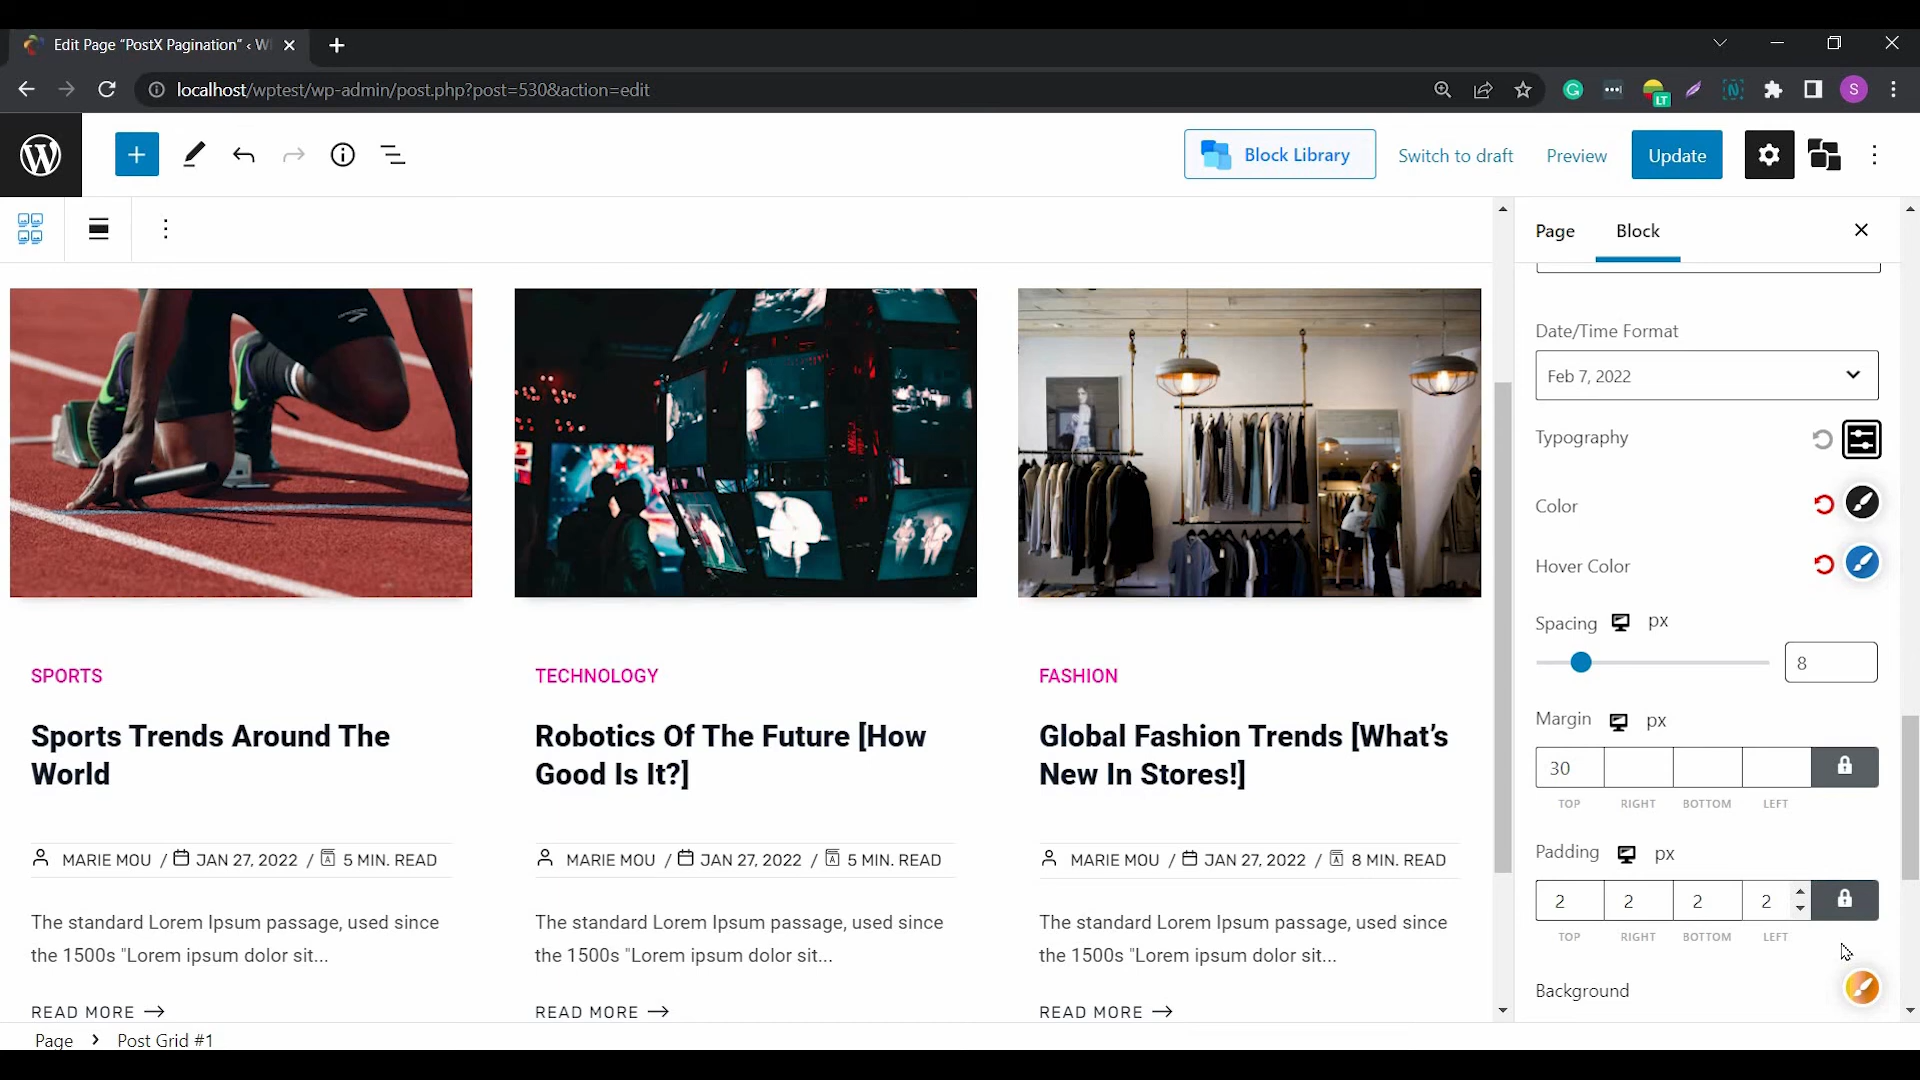 Edit Page “PostX Pagination” ‹ W
localhost/wptest/wp-admin/post.php?post=530&action=edit
LT
S
Block Library
Switch to draft
Preview
Update
Page
Block
Date/Time Format
Feb 7, 2022
Typography
Color
Hover Color
Spacing px
8
Margin px
30
TOP RIGHT BOTTOM LEFT
Padding px
2 2 2 2
TOP RIGHT BOTTOM LEFT
Background
SPORTS
Sports Trends Around The
World
MARIE MOU / JAN 27, 2022 / 5 MIN. READ
The standard Lorem Ipsum passage, used since
the 1500s "Lorem ipsum dolor sit...
READ MORE
TECHNOLOGY
Robotics Of The Future [How
Good Is It?]
MARIE MOU / JAN 27, 2022 / 5 MIN. READ
The standard Lorem Ipsum passage, used since
the 1500s "Lorem ipsum dolor sit...
READ MORE
FASHION
Global Fashion Trends [What’s
New In Stores!]
MARIE MOU / JAN 27, 2022 / 8 MIN. READ
The standard Lorem Ipsum passage, used since
the 1500s "Lorem ipsum dolor sit...
READ MORE
Page › Post Grid #1